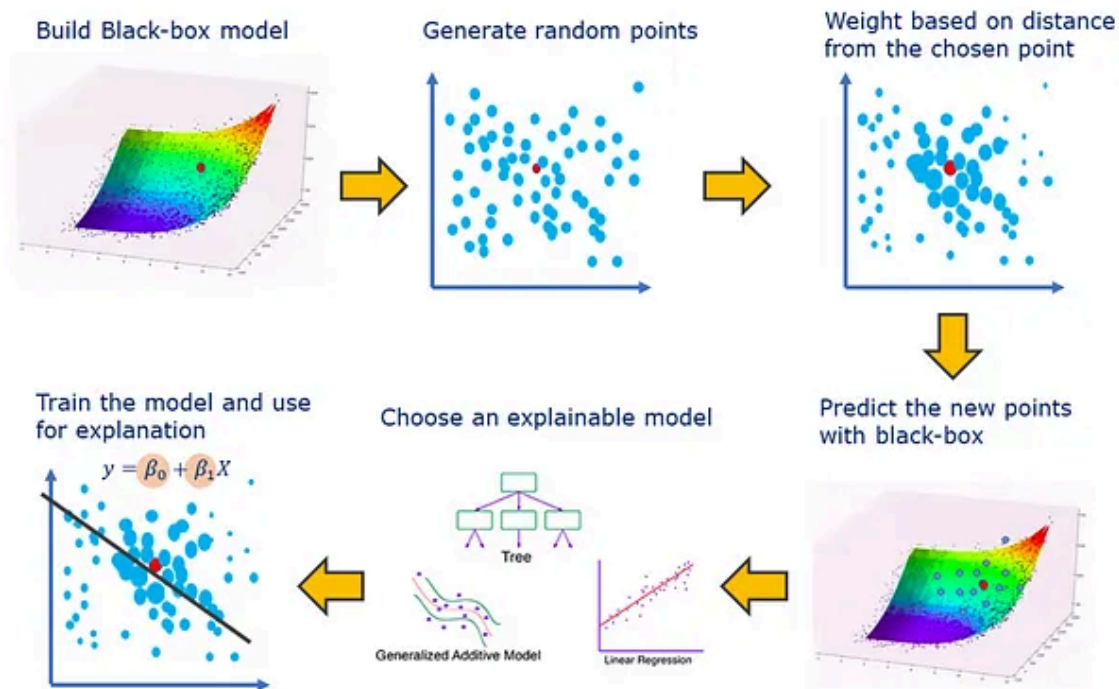 Build Black-box model
Generate random points
Weight based on distance
from the chosen point
Predict the new points
with black-box
Choose an explainable model
Tree
Generalized Additive Model
Linear Regression
Train the model and use
for explanation
y = β₀ + β₁X